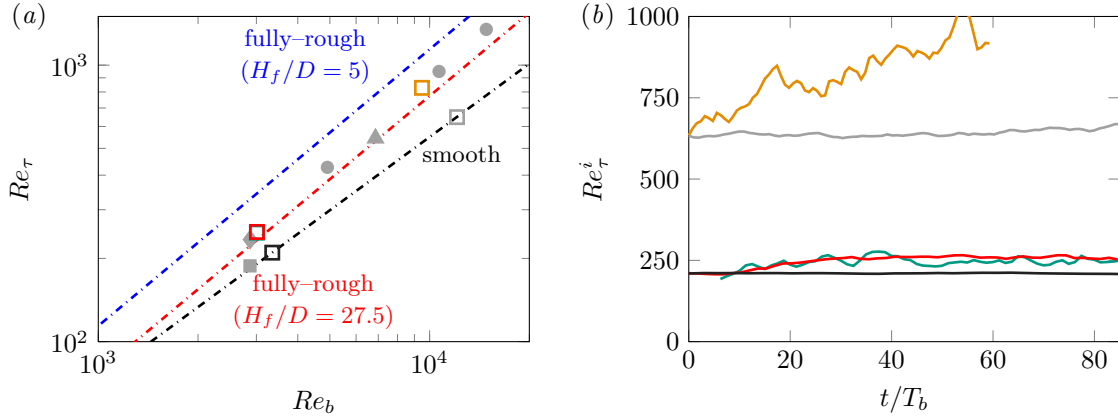 (a)
fully–rough
(H_f/D = 5)
smooth
fully–rough
(H_f/D = 27.5)
10^3
10^2
Re_τ
10^3
10^4
Re_b
(b)
1000
750
500
250
0
Re_τ^i
0
20
40
60
80
t/T_b